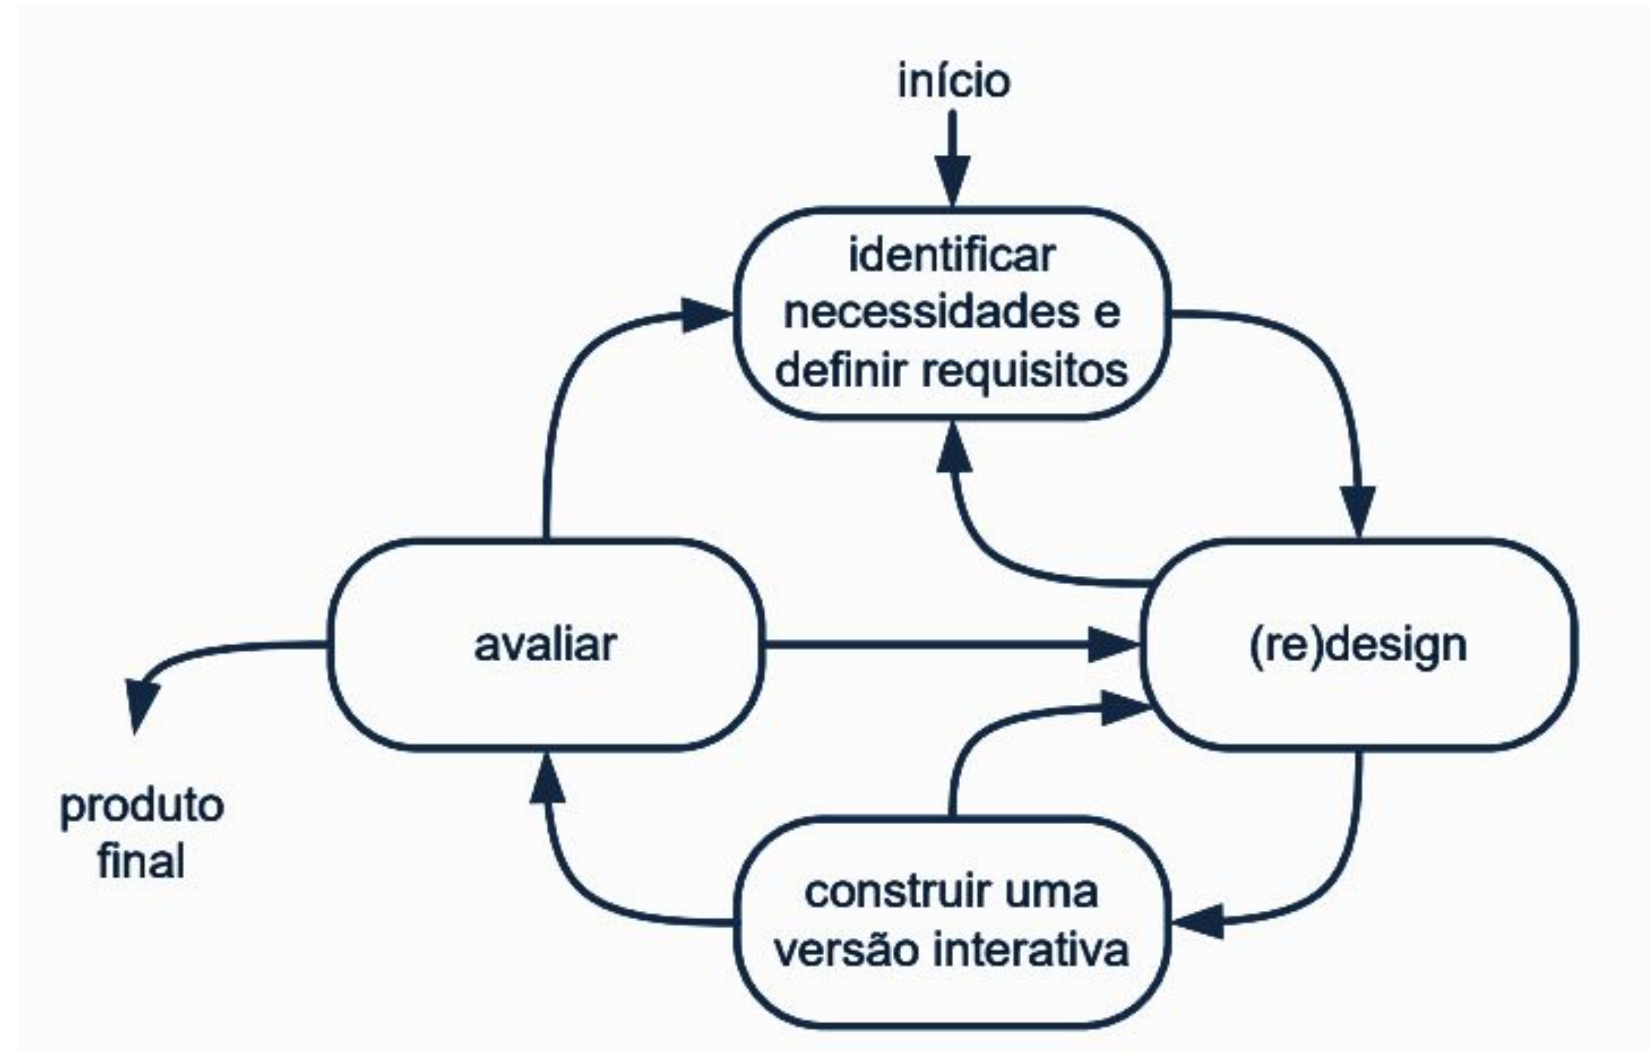 início
identificar
necessidades e
definir requisitos
avaliar
(re)design
produto
final
construir uma
versão interativa